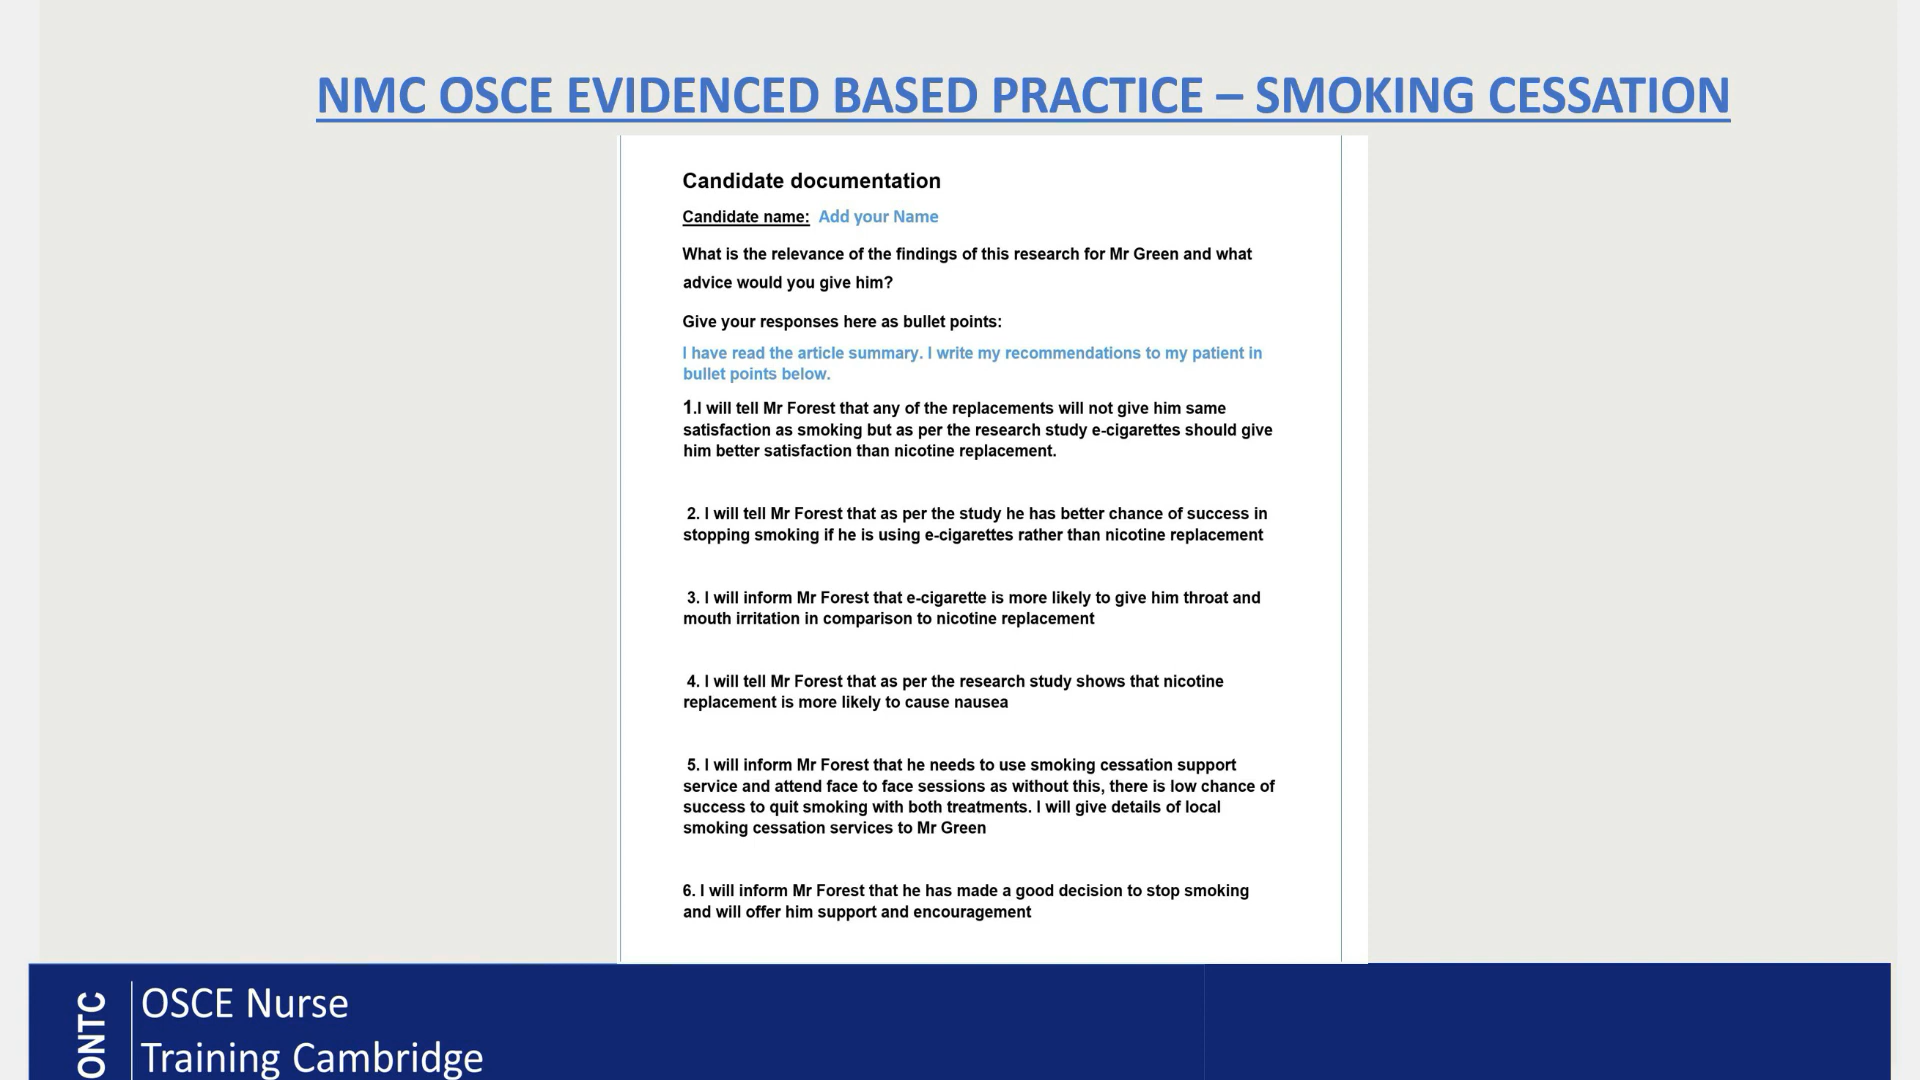 NMC OSCE EVIDENCED BASED PRACTICE – SMOKING CESSATION
Candidate documentation
Candidate name: Add your Name
What is the relevance of the findings of this research for Mr Green and what
advice would you give him?
Give your responses here as bullet points:
I have read the article summary. I write my recommendations to my patient in
bullet points below.
1.I will tell Mr Forest that any of the replacements will not give him same
satisfaction as smoking but as per the research study e-cigarettes should give
him better satisfaction than nicotine replacement.
2. I will tell Mr Forest that as per the study he has better chance of success in
stopping smoking if he is using e-cigarettes rather than nicotine replacement
3. I will inform Mr Forest that e-cigarette is more likely to give him throat and
mouth irritation in comparison to nicotine replacement
4. I will tell Mr Forest that as per the research study shows that nicotine
replacement is more likely to cause nausea
5. I will inform Mr Forest that he needs to use smoking cessation support
service and attend face to face sessions as without this, there is low chance of
success to quit smoking with both treatments. I will give details of local
smoking cessation services to Mr Green
6. I will inform Mr Forest that he has made a good decision to stop smoking
and will offer him support and encouragement
ONTC
OSCE Nurse
Training Cambridge